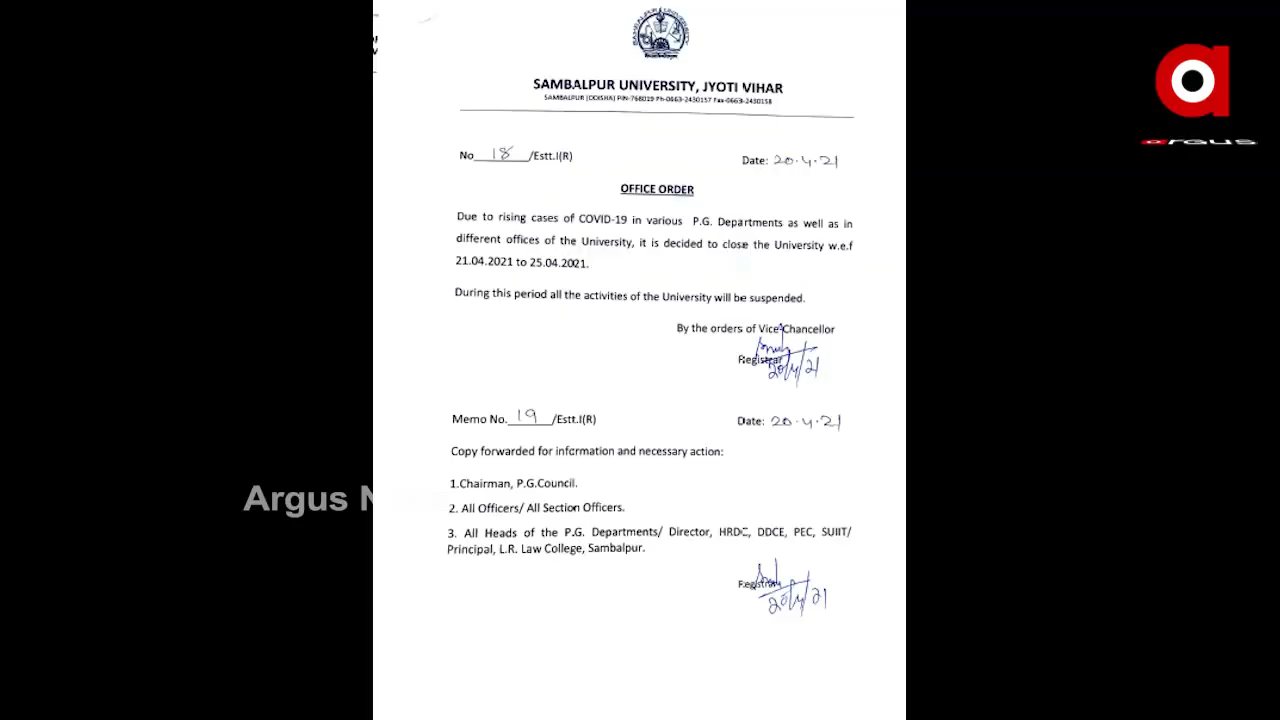 SAMBALPUR UNIVERSITY
SAMBALPUR UNIVERSITY, JYOTI VIHAR
SAMBALPUR (ODISHA) PIN-768019 Ph-0663-2430157 Fax-0663-2430158
No 18 /Estt.I(R) Date: 20.4.21
OFFICE ORDER
Due to rising cases of COVID-19 in various P.G. Departments as well as in
different offices of the University, it is decided to close the University w.e.f
21.04.2021 to 25.04.2021.
During this period all the activities of the University will be suspended.
By the orders of Vice Chancellor
Registrar
20/4/21
Memo No. 19 /Estt.I(R) Date: 20.4.21
Copy forwarded for information and necessary action:
1.Chairman, P.G.Council.
2. All Officers/ All Section Officers.
3. All Heads of the P.G. Departments/ Director, HRDC, DDCE, PEC, SUIIT/
Principal, L.R. Law College, Sambalpur.
Registrar
20/4/21
a
argus
Argus N